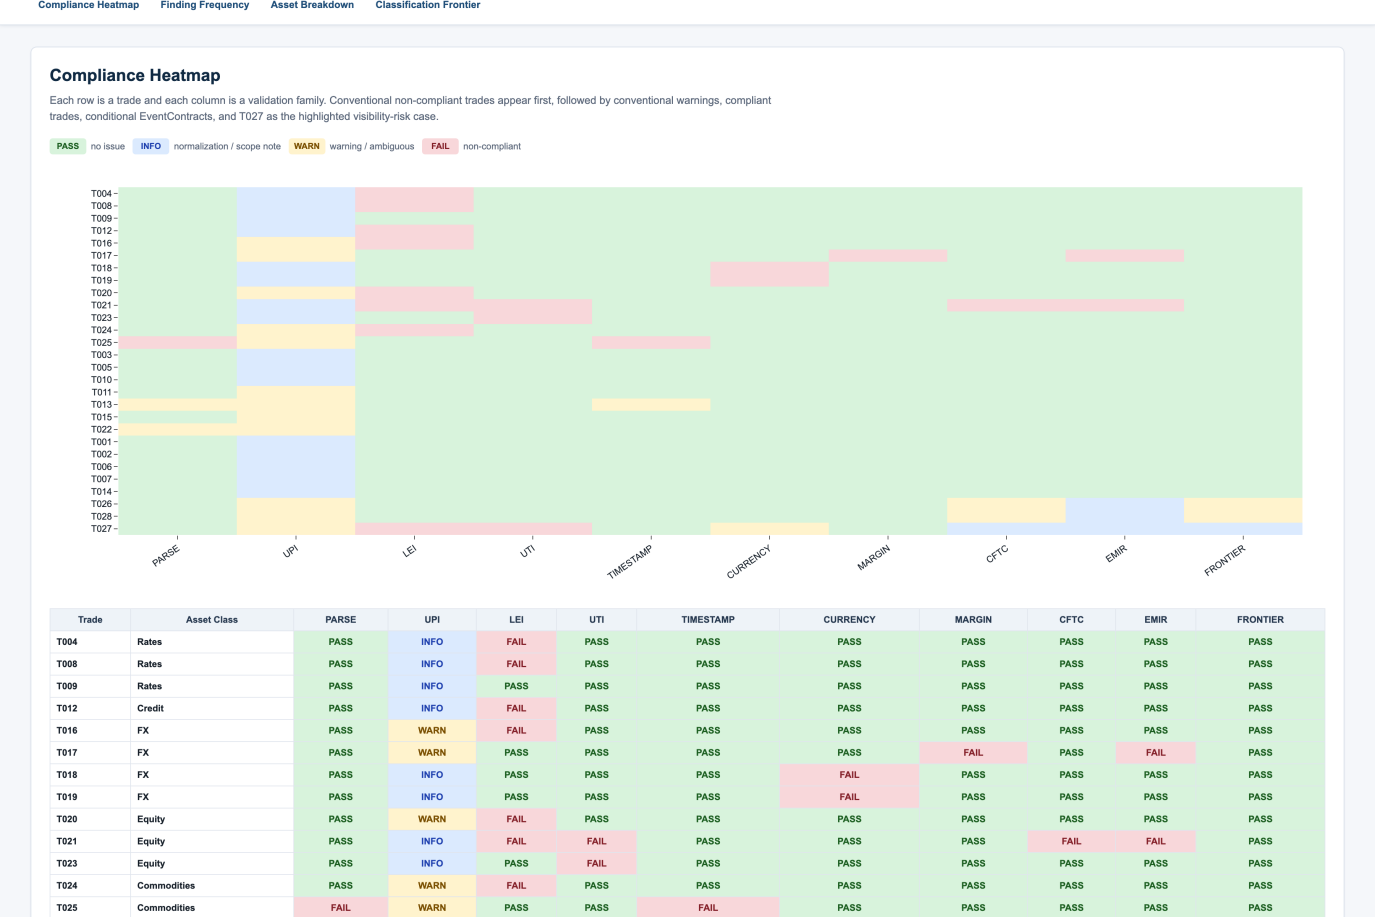 Compliance Heatmap Finding Frequency Asset Breakdown Classification Frontier
Compliance Heatmap
Each row is a trade and each column is a validation family. Conventional non-compliant trades appear first, followed by conventional warnings, compliant
trades, conditional EventContracts, and T027 as the highlighted visibility-risk case.
PASS no issue INFO normalization / scope note WARN warning / ambiguous FAIL non-compliant
T004
T008
T009
T012
T016
T017
T018
T019
T020
T021
T023
T024
T025
T003
T005
T010
T011
T013
T015
T022
T001
T002
T006
T007
T014
T026
T028
T027
PARSE UPI LEI UTI TIMESTAMP CURRENCY MARGIN CFTC EMIR FRONTIER
Trade Asset Class PARSE UPI LEI UTI TIMESTAMP CURRENCY MARGIN CFTC EMIR FRONTIER
T004 Rates PASS INFO FAIL PASS PASS PASS PASS PASS PASS PASS
T008 Rates PASS INFO FAIL PASS PASS PASS PASS PASS PASS PASS
T009 Rates PASS INFO PASS PASS PASS PASS PASS PASS PASS PASS
T012 Credit PASS INFO FAIL PASS PASS PASS PASS PASS PASS PASS
T016 FX PASS WARN FAIL PASS PASS PASS PASS PASS PASS PASS
T017 FX PASS WARN PASS PASS PASS PASS FAIL PASS FAIL PASS
T018 FX PASS INFO PASS PASS PASS FAIL PASS PASS PASS PASS
T019 FX PASS INFO PASS PASS PASS FAIL PASS PASS PASS PASS
T020 Equity PASS WARN FAIL PASS PASS PASS PASS PASS PASS PASS
T021 Equity PASS INFO FAIL FAIL PASS PASS PASS FAIL FAIL PASS
T023 Equity PASS INFO PASS FAIL PASS PASS PASS PASS PASS PASS
T024 Commodities PASS WARN FAIL PASS PASS PASS PASS PASS PASS PASS
T025 Commodities FAIL WARN PASS PASS FAIL PASS PASS PASS PASS PASS